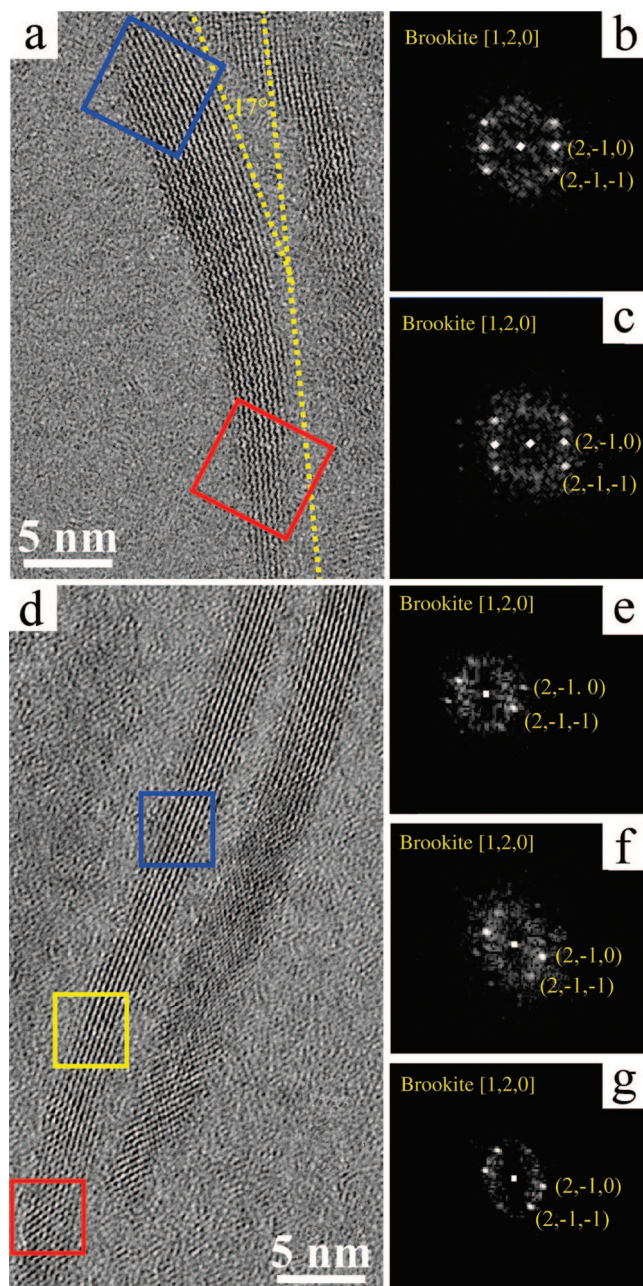 a
17°
5 nm
b
Brookite [1,2,0]
(2,-1,0)
(2,-1,-1)
c
Brookite [1,2,0]
(2,-1,0)
(2,-1,-1)
d
5 nm
e
Brookite [1,2,0]
(2,-1. 0)
(2,-1,-1)
f
Brookite [1,2,0]
(2,-1,0)
(2,-1,-1)
g
Brookite [1,2,0]
(2,-1,0)
(2,-1,-1)